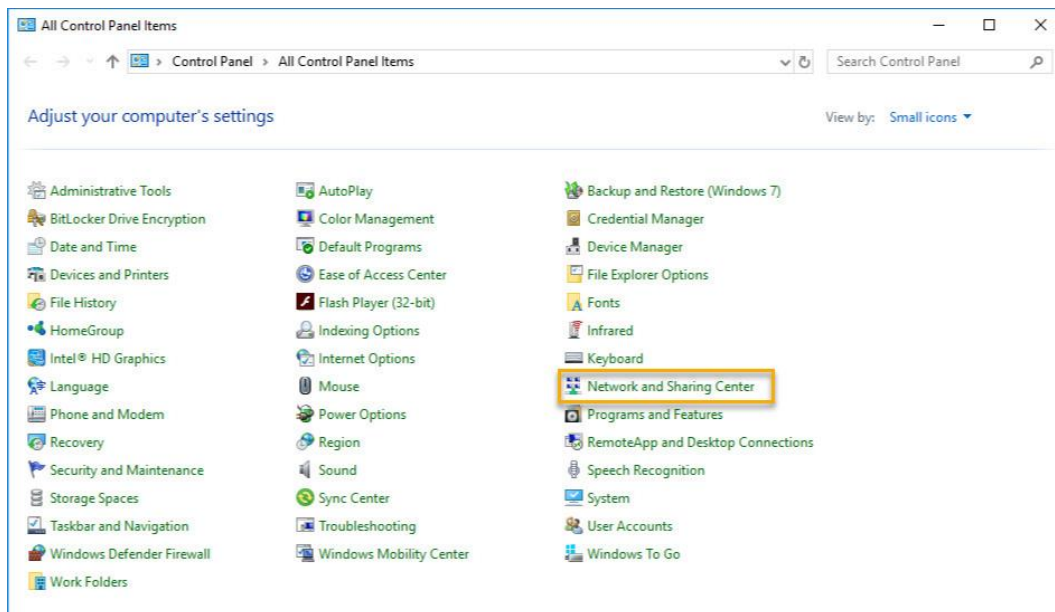 All Control Panel Items
Control Panel > All Control Panel Items
Search Control Panel
Adjust your computer's settings
View by: Small icons
Administrative Tools
AutoPlay
Backup and Restore (Windows 7)
BitLocker Drive Encryption
Color Management
Credential Manager
Date and Time
Default Programs
Device Manager
Devices and Printers
Ease of Access Center
File Explorer Options
File History
Flash Player (32-bit)
Fonts
HomeGroup
Indexing Options
Infrared
Intel® HD Graphics
Internet Options
Keyboard
Language
Mouse
Network and Sharing Center
Phone and Modem
Power Options
Programs and Features
Recovery
Region
RemoteApp and Desktop Connections
Security and Maintenance
Sound
Speech Recognition
Storage Spaces
Sync Center
System
Taskbar and Navigation
Troubleshooting
User Accounts
Windows Defender Firewall
Windows Mobility Center
Windows To Go
Work Folders